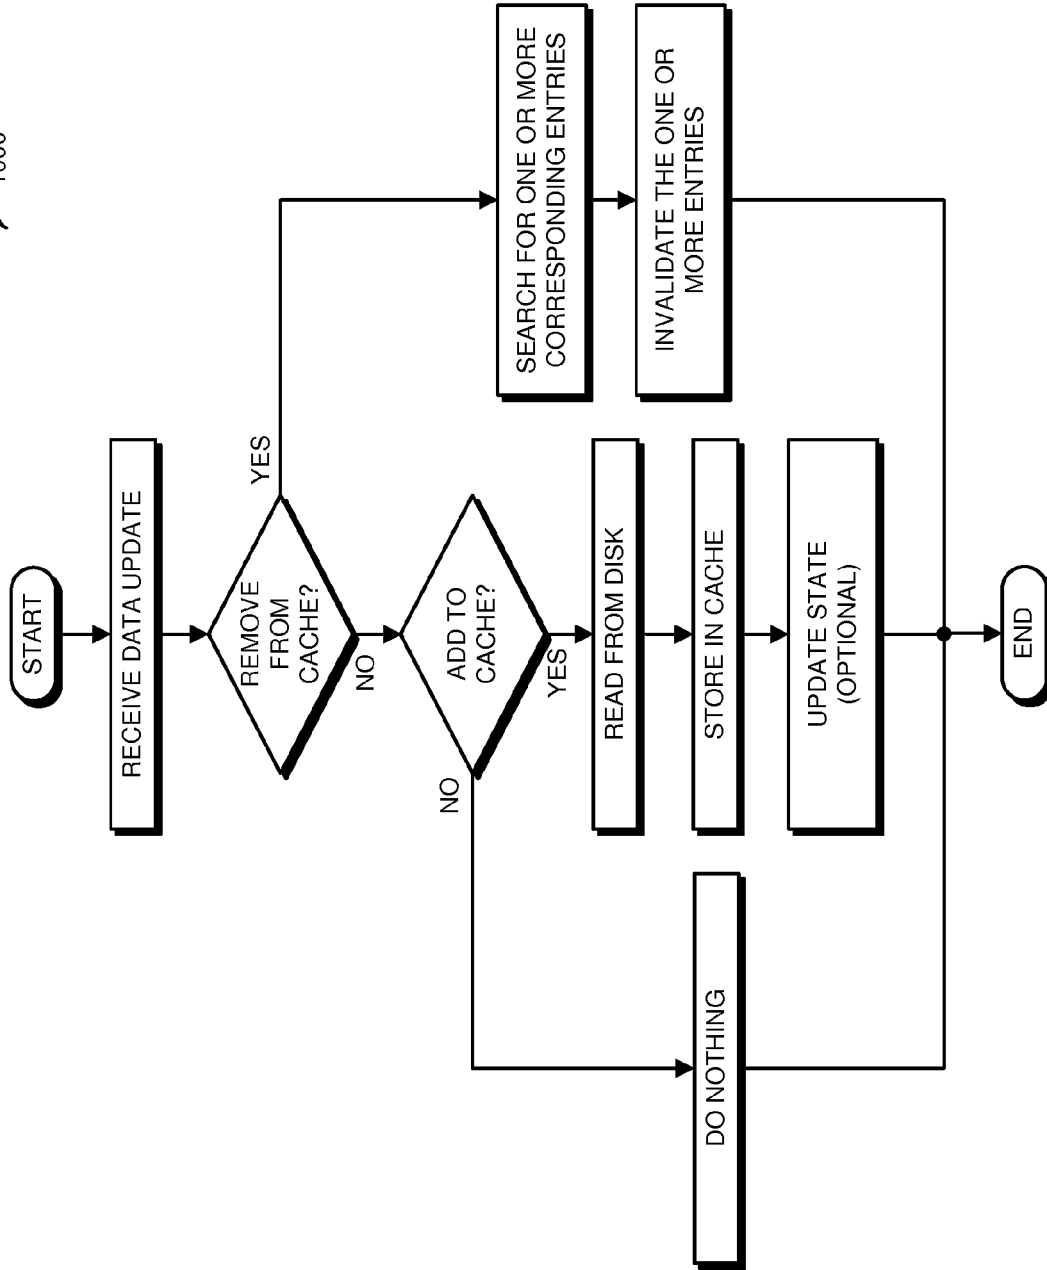 START
RECEIVE DATA UPDATE
REMOVE
FROM
CACHE?
YES
NO
ADD TO
CACHE?
NO
YES
SEARCH FOR ONE OR MORE
CORRESPONDING ENTRIES
INVALIDATE THE ONE OR
MORE ENTRIES
READ FROM DISK
STORE IN CACHE
UPDATE STATE
(OPTIONAL)
DO NOTHING
END